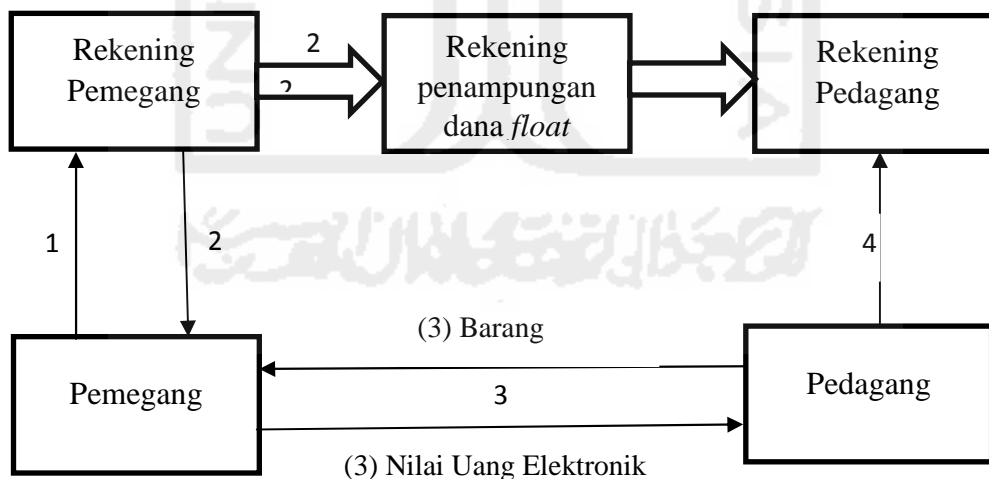 Rekening
Pemegang
2
2
Rekening
penampungan
dana float
Rekening
Pedagang
1
2
4
(3) Barang
Pemegang
3
Pedagang
(3) Nilai Uang Elektronik